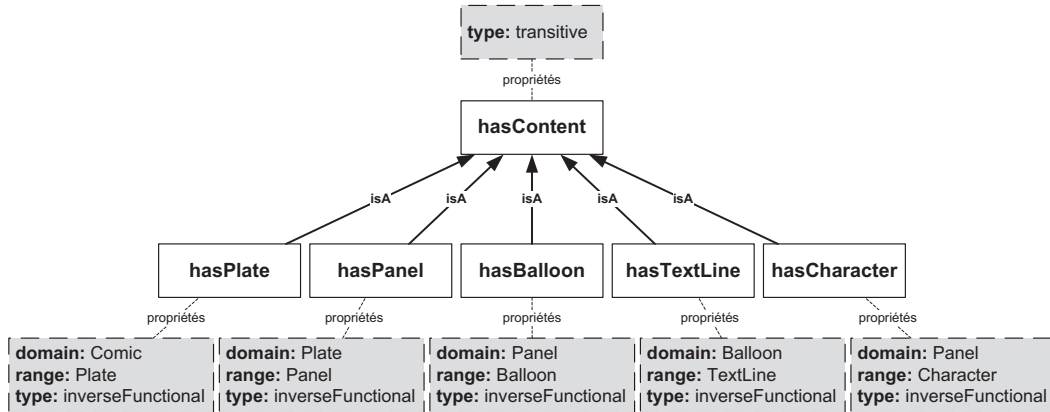 type: transitive
propriétés
hasContent
isA isA isA isA isA
hasPlate hasPanel hasBalloon hasTextLine hasCharacter
propriétés propriétés propriétés propriétés propriétés
domain: Comic domain: Plate domain: Panel domain: Balloon domain: Panel
range: Plate range: Panel range: Balloon range: TextLine range: Character
type: inverseFunctional type: inverseFunctional type: inverseFunctional type: inverseFunctional type: inverseFunctional